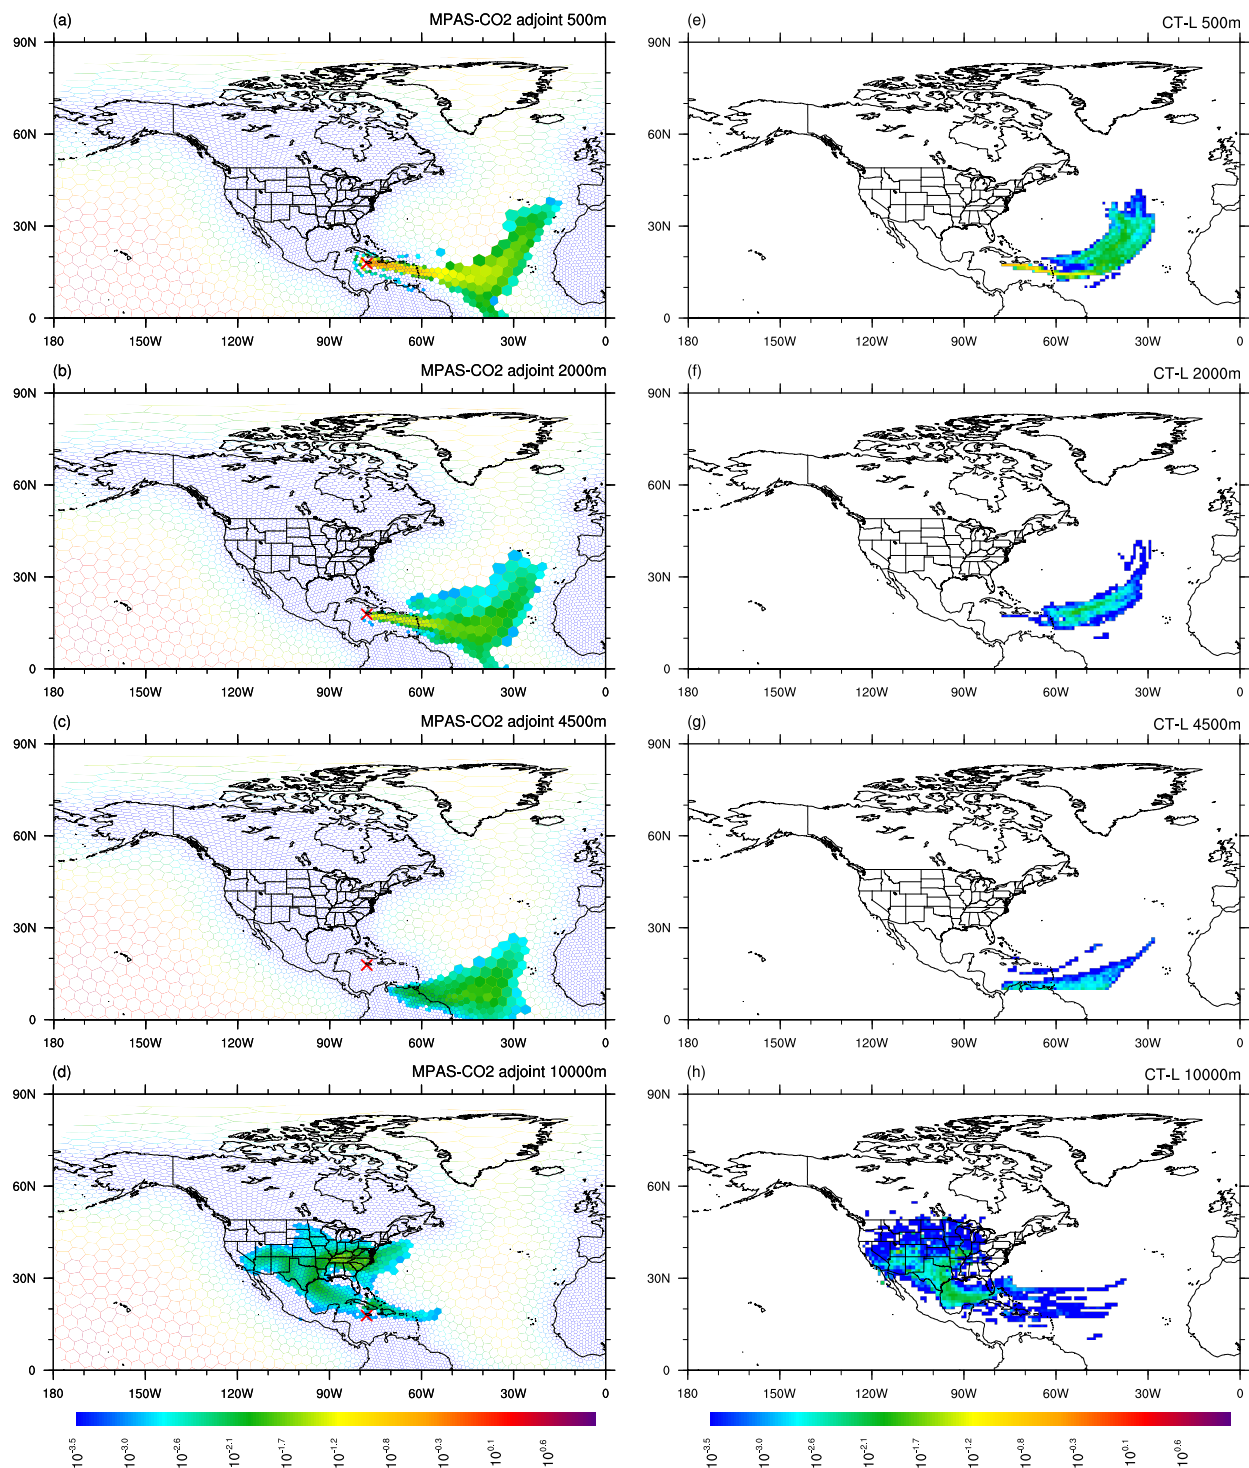 (a) MPAS-CO2 adjoint 500m
90N
60N
30N
0
180 150W 120W 90W 60W 30W 0
(e) CT-L 500m
90N
60N
30N
0
180 150W 120W 90W 60W 30W 0
(b) MPAS-CO2 adjoint 2000m
90N
60N
30N
0
180 150W 120W 90W 60W 30W 0
(f) CT-L 2000m
90N
60N
30N
0
180 150W 120W 90W 60W 30W 0
(c) MPAS-CO2 adjoint 4500m
90N
60N
30N
0
180 150W 120W 90W 60W 30W 0
(g) CT-L 4500m
90N
60N
30N
0
180 150W 120W 90W 60W 30W 0
(d) MPAS-CO2 adjoint 10000m
90N
60N
30N
0
180 150W 120W 90W 60W 30W 0
(h) CT-L 10000m
90N
60N
30N
0
180 150W 120W 90W 60W 30W 0
10^-3.5 10^-3.0 10^-2.6 10^-2.1 10^-1.7 10^-1.2 10^-0.8 10^-0.3 10^0.1 10^0.6
10^-3.5 10^-3.0 10^-2.6 10^-2.1 10^-1.7 10^-1.2 10^-0.8 10^-0.3 10^0.1 10^0.6